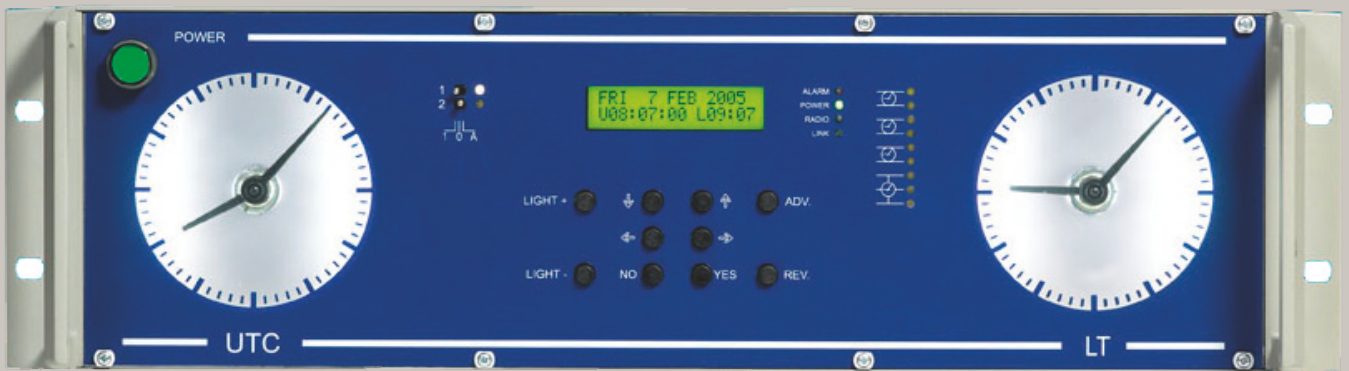 POWER
1
2
1 0 A
FRI 7 FEB 2005
U08:07:00 L09:07
ALARM
POWER
RADIO
LINK
LIGHT +
ADV.
LIGHT -
NO
YES
REV.
UTC
LT